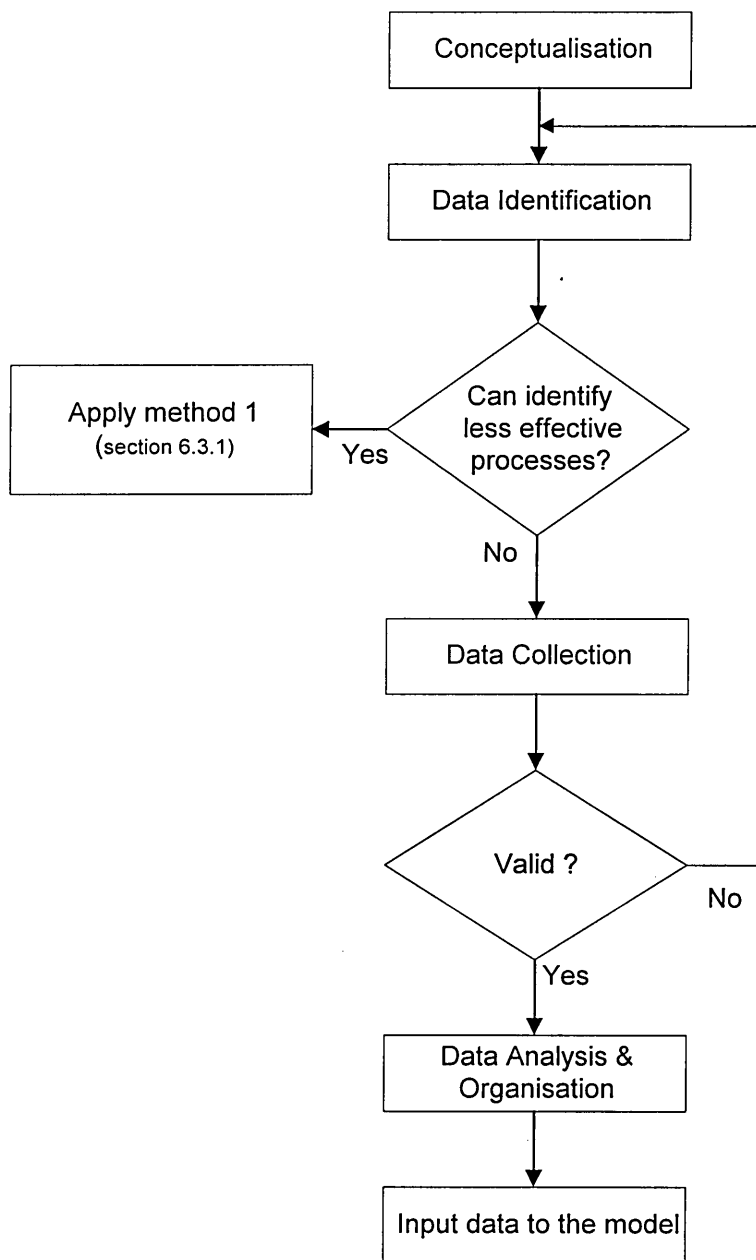 Conceptualisation
Data Identification
Can identify
less effective
processes?
Apply method 1
(section 6.3.1)
Yes
No
Data Collection
Valid ?
No
Yes
Data Analysis &
Organisation
Input data to the model